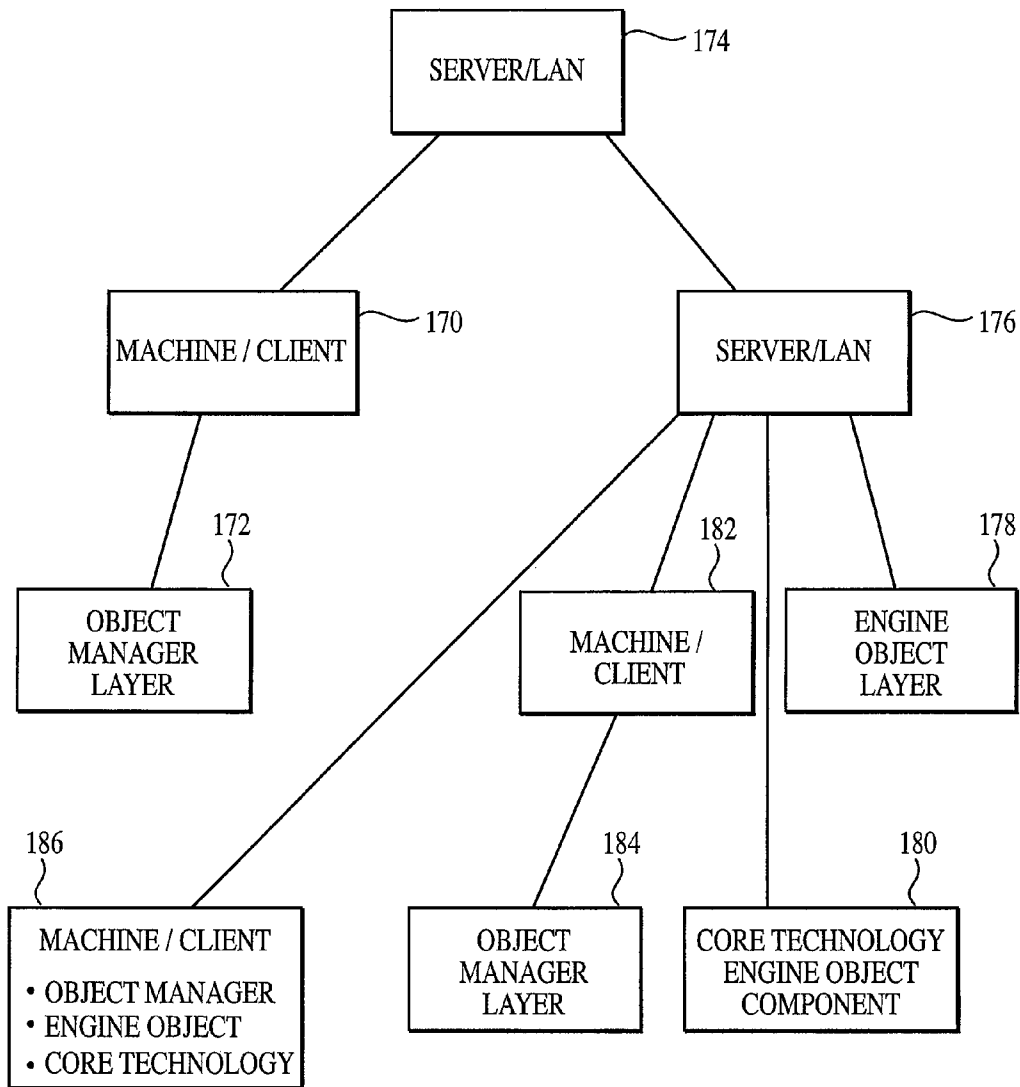 SERVER/LAN
174
MACHINE / CLIENT
170
SERVER/LAN
176
172
OBJECT
MANAGER
LAYER
182
MACHINE /
CLIENT
178
ENGINE
OBJECT
LAYER
186
MACHINE / CLIENT
• OBJECT MANAGER
• ENGINE OBJECT
• CORE TECHNOLOGY
184
OBJECT
MANAGER
LAYER
180
CORE TECHNOLOGY
ENGINE OBJECT
COMPONENT